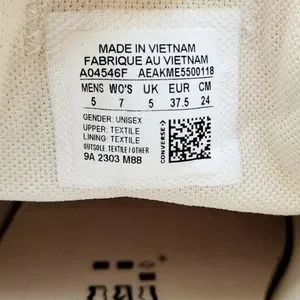 MADE IN VIETNAM
FABRIQUE AU VIETNAM
A04546F AEAKME5500118
MENS WO'S UK EUR CM
5 7 5 37.5 24
GENDER: UNISEX
UPPER: TEXTILE
LINING: TEXTILE
OUTSOLE: TEXTILE / OTHER
9A 2303 M88
CONVERSE